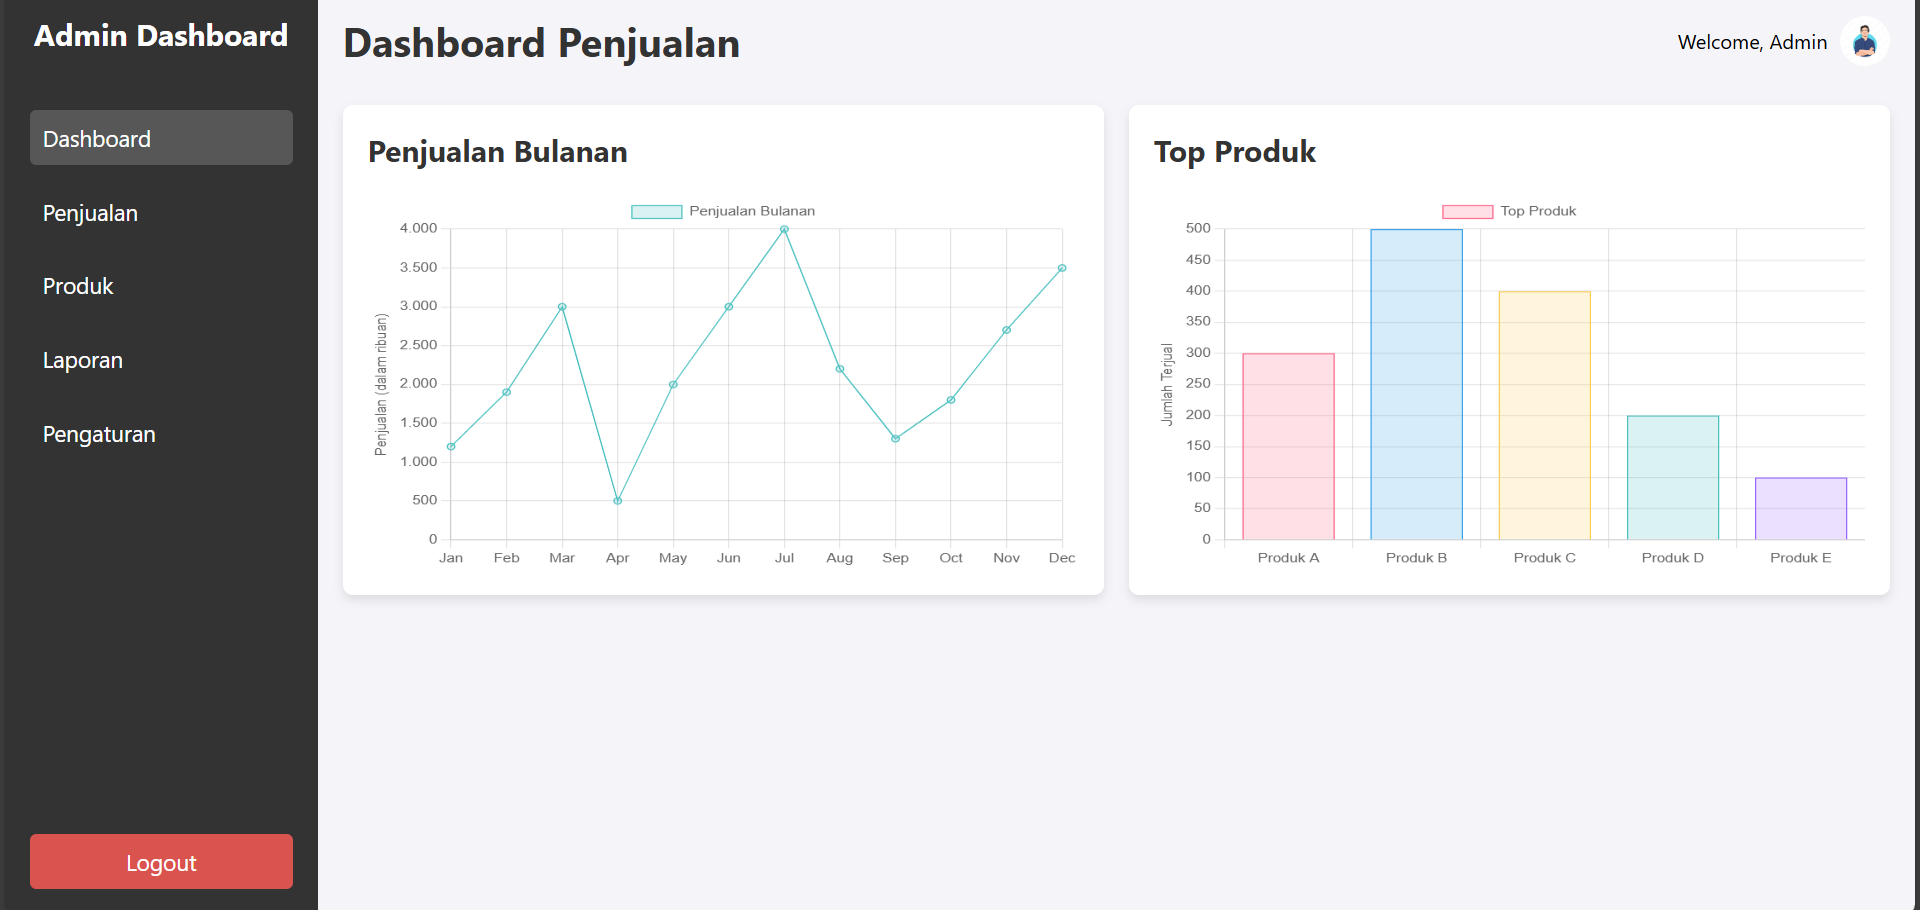 Admin Dashboard
Dashboard
Penjualan
Produk
Laporan
Pengaturan
Logout
Dashboard Penjualan
Welcome, Admin
Penjualan Bulanan
Penjualan Bulanan
4.000
3.500
3.000
2.500
2.000
1.500
1.000
500
0
Penjualan (dalam ribuan)
Jan Feb Mar Apr May Jun Jul Aug Sep Oct Nov Dec
Top Produk
Top Produk
500
450
400
350
300
250
200
150
100
50
0
Jumlah Terjual
Produk A Produk B Produk C Produk D Produk E